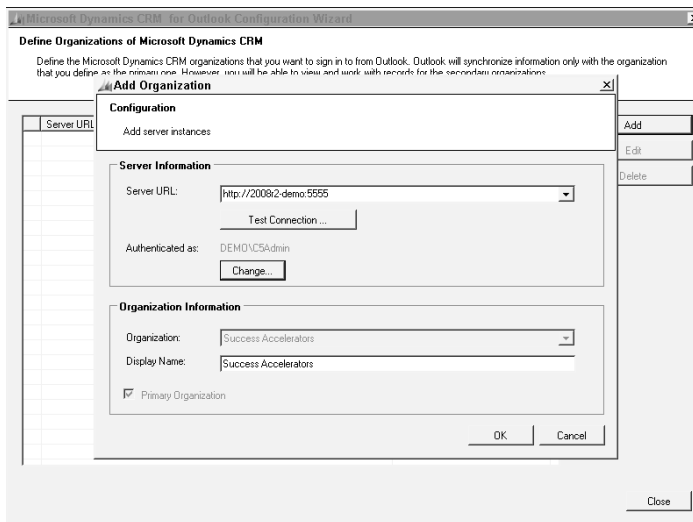 Microsoft Dynamics CRM for Outlook Configuration Wizard
Define Organizations of Microsoft Dynamics CRM
Define the Microsoft Dynamics CRM organizations that you want to sign in to from Outlook. Outlook will synchronize information only with the organization
that you define as the primary one. However, you will be able to view and work with records for the secondary organizations.
Add Organization
Configuration
Add server instances
Server URL
Add
Edit
Delete
Server Information
Server URL:
http://2008r2-demo:5555
Test Connection ...
Authenticated as:
DEMO\C5Admin
Change...
Organization Information
Organization:
Success Accelerators
Display Name:
Success Accelerators
Primary Organization
OK
Cancel
Close